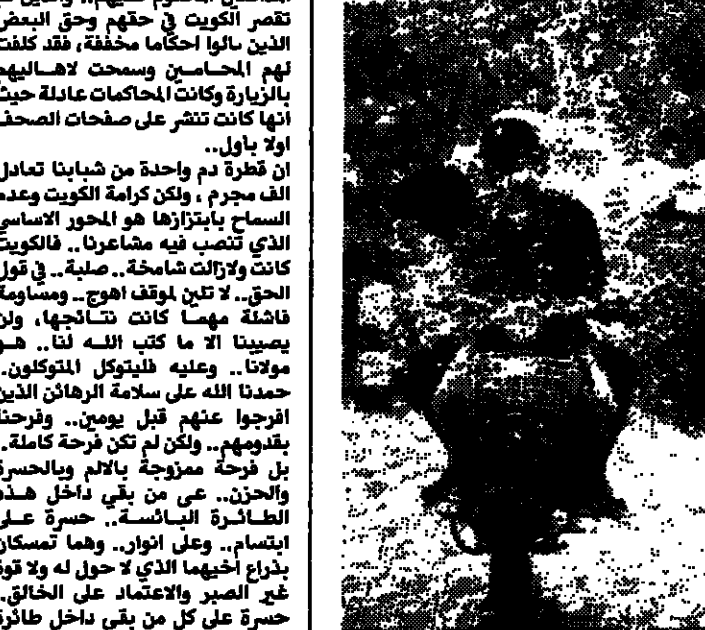 تقصر الكويت في حقهم وحق البعض
الذين نالوا احكاما مخففة، فقد كلفت
لهم المحامين وسمحت لاهاليهم
بالزيارة وكانت المحاكمات عادلة حيث
انها كانت تنشر على صفحات الصحف
اولا بأول..
ان قطرة دم واحدة من شبابنا تعادل
الف مجرم ، ولكن كرامة الكويت وعدم
السماح بابتزازها هو المحور الاساسي
الذي تنصب فيه مشاعرنا.. فالكويت
كانت ولازالت شامخة.. صلبة.. في قول
الحق.. لا تلين لموقف اهوج.. ومساومة
فاشلة مهما كانت نتائجها، ولن
يصيبنا الا ما كتب الله لنا.. هو
مولانا.. وعليه فليتوكل المتوكلون.
حمدنا الله على سلامة الرهائن الذين
افرجوا عنهم قبل يومين.. وفرحنا
بقدومهم.. ولكن لم تكن فرحة كاملة.
بل فرحة ممزوجة بالالم وبالحسرة
والحزن.. عى من بقي داخل هذه
الطائرة البائسة.. حسرة على
ابتسام.. وعلى انوار.. وهما تمسكان
بذراع اخيهما الذي لا حول له ولا قوة
غير الصبر والاعتماد على الخالق.
حسرة على كل من بقي داخل طائرة